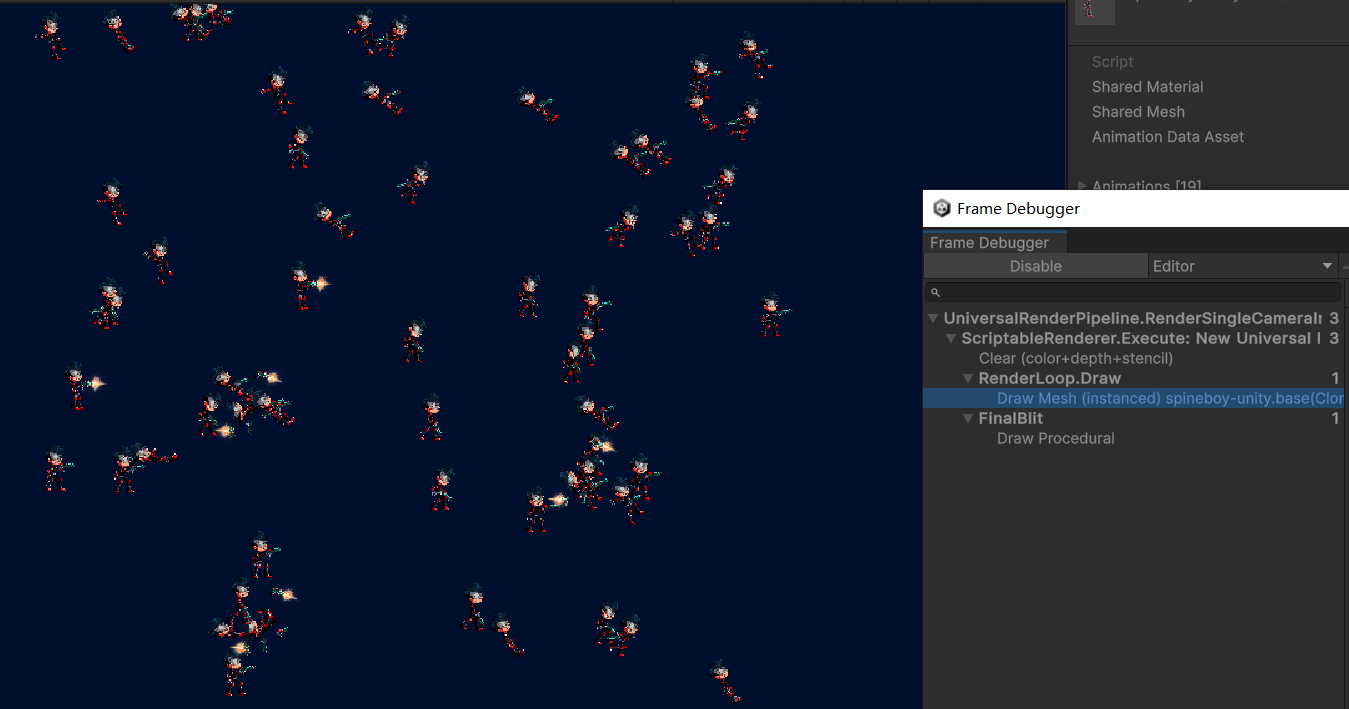 Script
Shared Material
Shared Mesh
Animation Data Asset
Animations [19]
Frame Debugger
Frame Debugger
Disable
Editor
UniversalRenderPipeline.RenderSingleCameraIn 3
ScriptableRenderer.Execute: New Universal 3
Clear (color+depth+stencil)
RenderLoop.Draw 1
Draw Mesh (instanced) spineboy-unity.base(Clon
FinalBlit 1
Draw Procedural